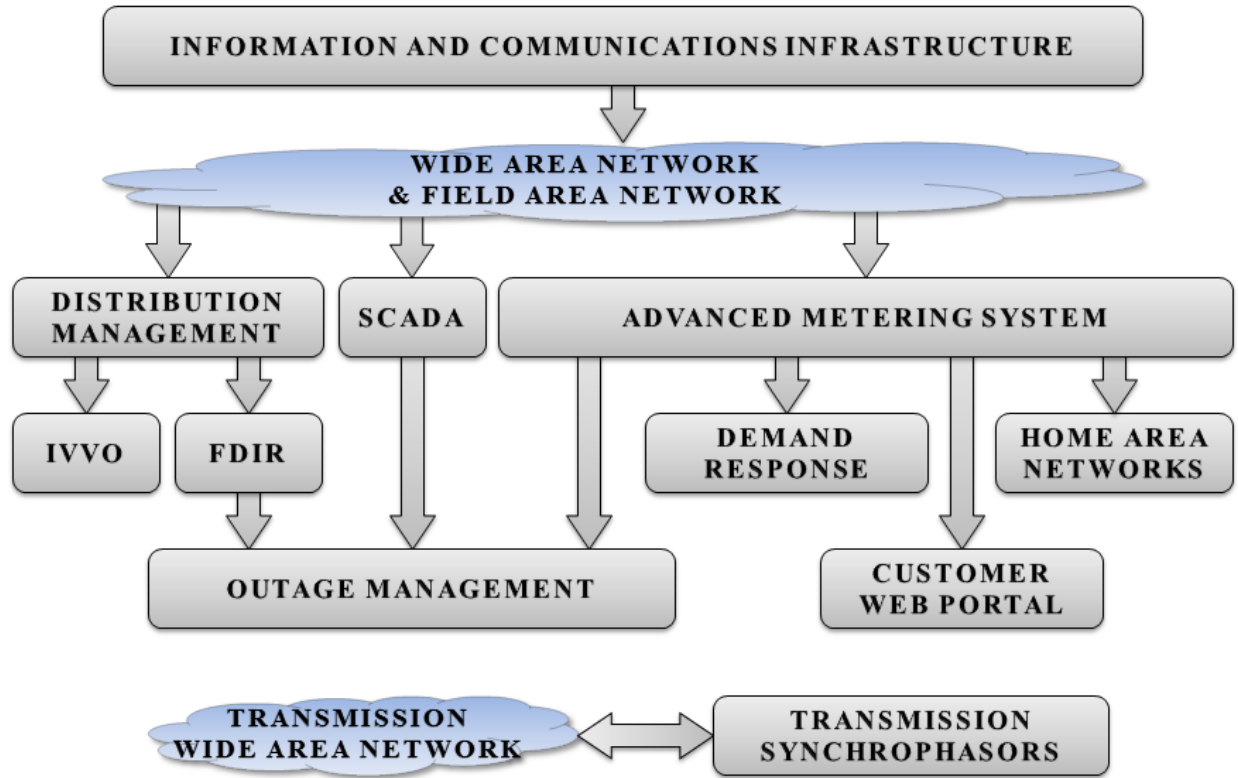 INFORMATION AND COMMUNICATIONS INFRASTRUCTURE
WIDE AREA NETWORK
& FIELD AREA NETWORK
DISTRIBUTION
MANAGEMENT
SCADA
ADVANCED METERING SYSTEM
IVVO
FDIR
DEMAND
RESPONSE
HOME AREA
NETWORKS
OUTAGE MANAGEMENT
CUSTOMER
WEB PORTAL
TRANSMISSION
WIDE AREA NETWORK
TRANSMISSION
SYNCHROPHASORS